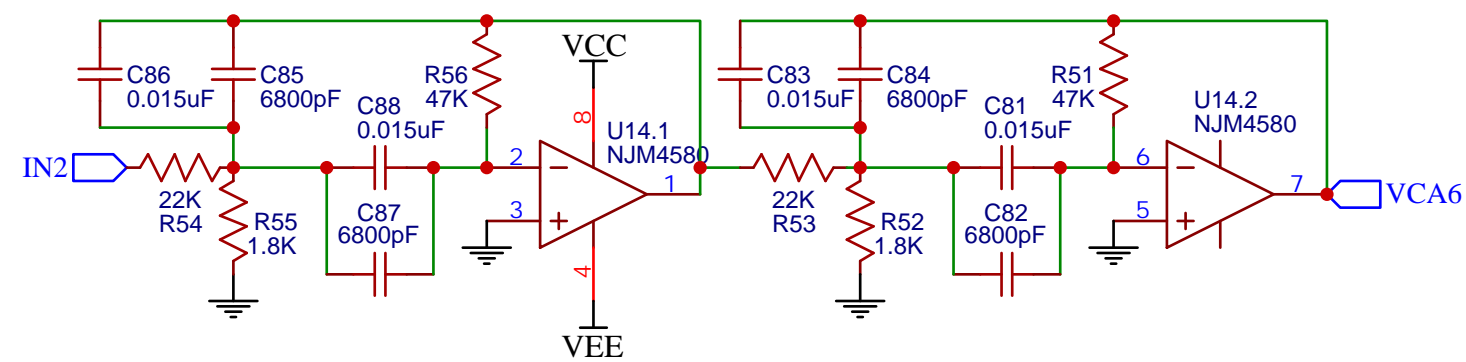 VCC
C86
0.015uF
C85
6800pF
R56
47K
C88
0.015uF
8
U14.1
NJM4580
IN2
2
1
22K
R54
R55
1.8K
C87
6800pF
3
4
VEE
C83
0.015uF
C84
6800pF
R51
47K
C81
0.015uF
U14.2
NJM4580
6
7
VCA6
22K
R53
R52
1.8K
C82
6800pF
5